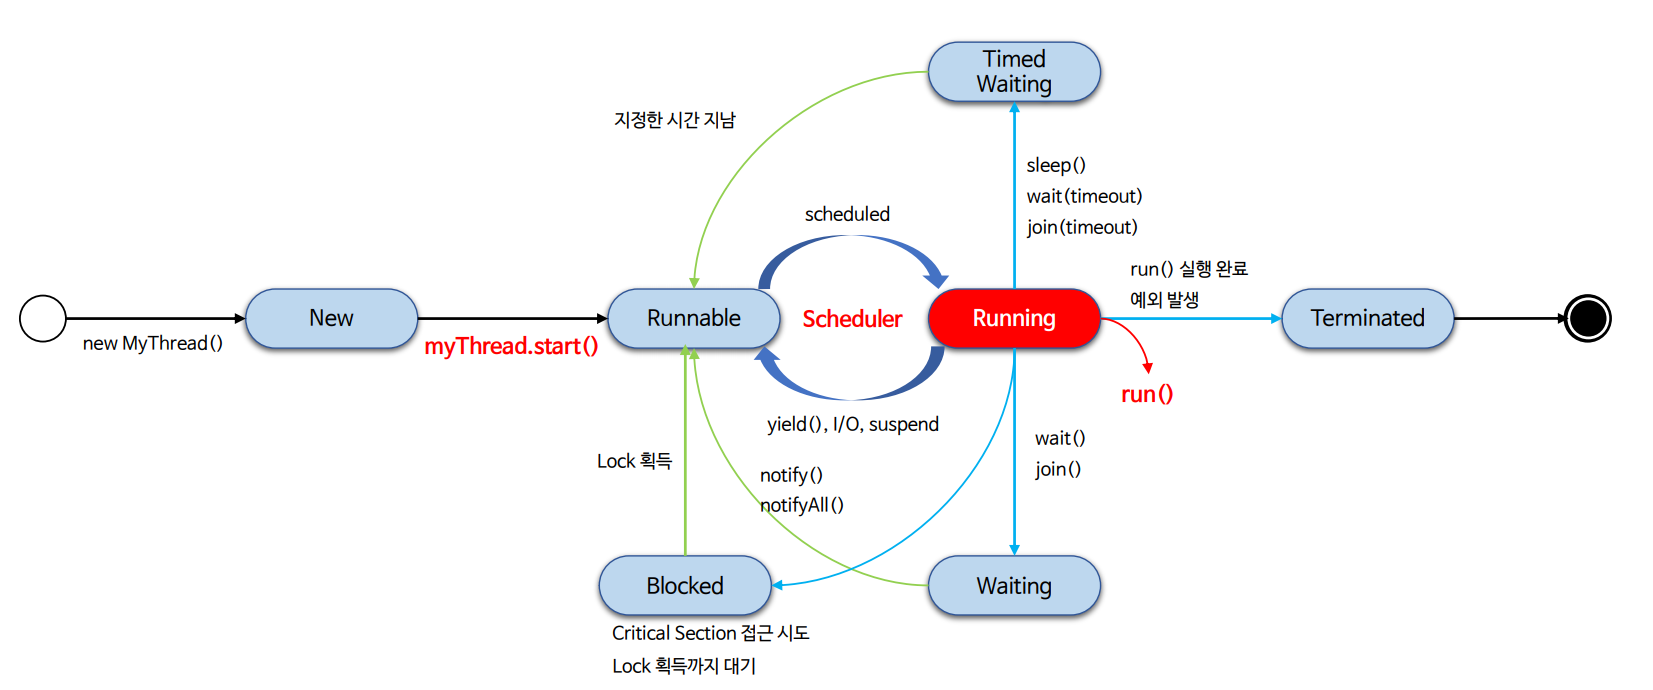 Timed
Waiting
지정한 시간 지남
sleep()
wait(timeout)
join(timeout)
scheduled
run() 실행 완료
예외 발생
New
Runnable
Scheduler
Running
Terminated
new MyThread()
myThread.start()
run()
yield(), I/O, suspend
wait()
join()
Lock 획득
notify()
notifyAll()
Blocked
Waiting
Critical Section 접근 시도
Lock 획득까지 대기